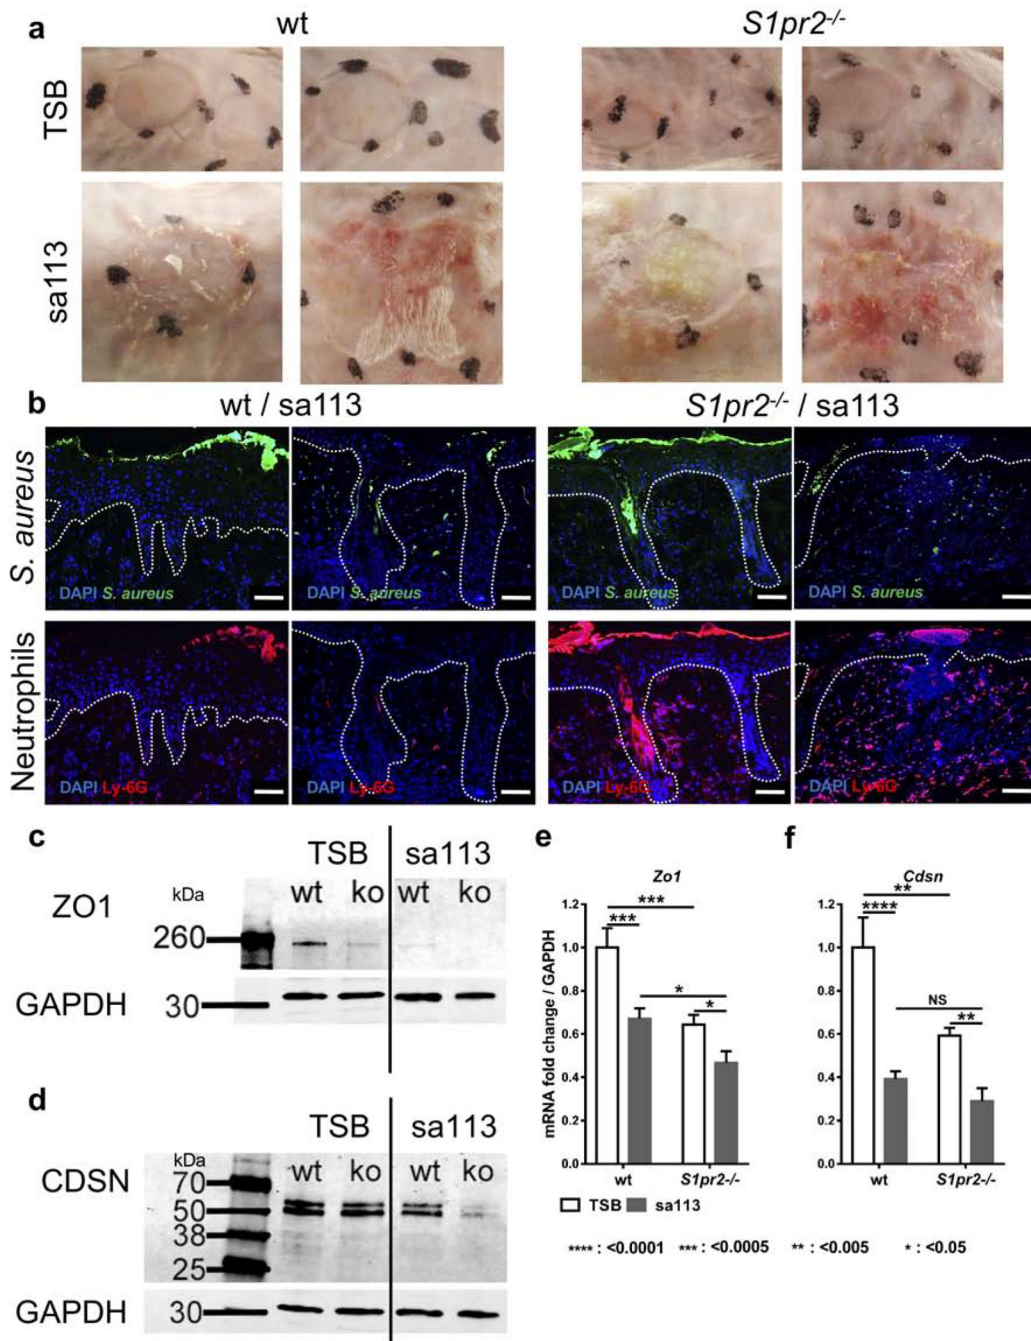 a
wt
S1pr2-/-
TSB
sa113
b
wt / sa113
S1pr2-/- / sa113
S. aureus
DAPI S. aureus
DAPI S. aureus
DAPI S. aureus
DAPI S. aureus
Neutrophils
DAPI Ly-6G
DAPI Ly-6G
DAPI Ly-6G
DAPI Ly-6G
c
TSB sa113
kDa wt ko wt ko
ZO1
260
GAPDH 30
d
TSB sa113
kDa wt ko wt ko
CDSN
70
50
38
25
GAPDH 30
e
Zo1
mRNA fold change / GAPDH
1.2
1.0
0.8
0.6
0.4
0.2
0.0
***
***
*
*
wt S1pr2-/-
TSB sa113
f
Cdsn
1.2
1.0
0.8
0.6
0.4
0.2
0.0
**
****
NS
**
wt S1pr2-/-
**** : <0.0001 *** : <0.0005 ** : <0.005 * : <0.05